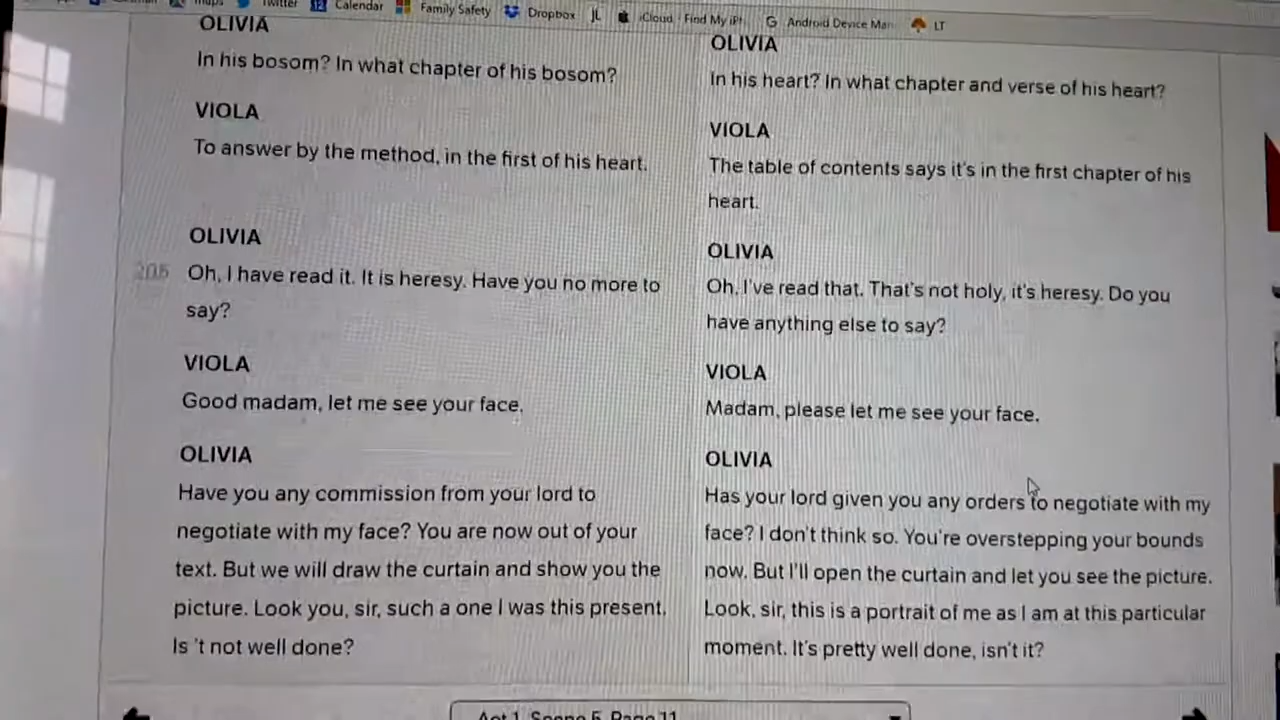 Twitter
Calendar
Family Safety
Dropbox
iCloud - Find My iPh
Android Device Man
LT
OLIVIA
In his bosom? In what chapter of his bosom?
VIOLA
To answer by the method, in the first of his heart.
OLIVIA
205 Oh, I have read it. It is heresy. Have you no more to
say?
VIOLA
Good madam, let me see your face.
OLIVIA
Have you any commission from your lord to
negotiate with my face? You are now out of your
text. But we will draw the curtain and show you the
picture. Look you, sir, such a one I was this present.
Is 't not well done?
OLIVIA
In his heart? In what chapter and verse of his heart?
VIOLA
The table of contents says it's in the first chapter of his
heart.
OLIVIA
Oh, I've read that. That's not holy, it's heresy. Do you
have anything else to say?
VIOLA
Madam, please let me see your face.
OLIVIA
Has your lord given you any orders to negotiate with my
face? I don't think so. You're overstepping your bounds
now. But I'll open the curtain and let you see the picture.
Look, sir, this is a portrait of me as I am at this particular
moment. It's pretty well done, isn't it?
Act 1, Scene 5, Page 11